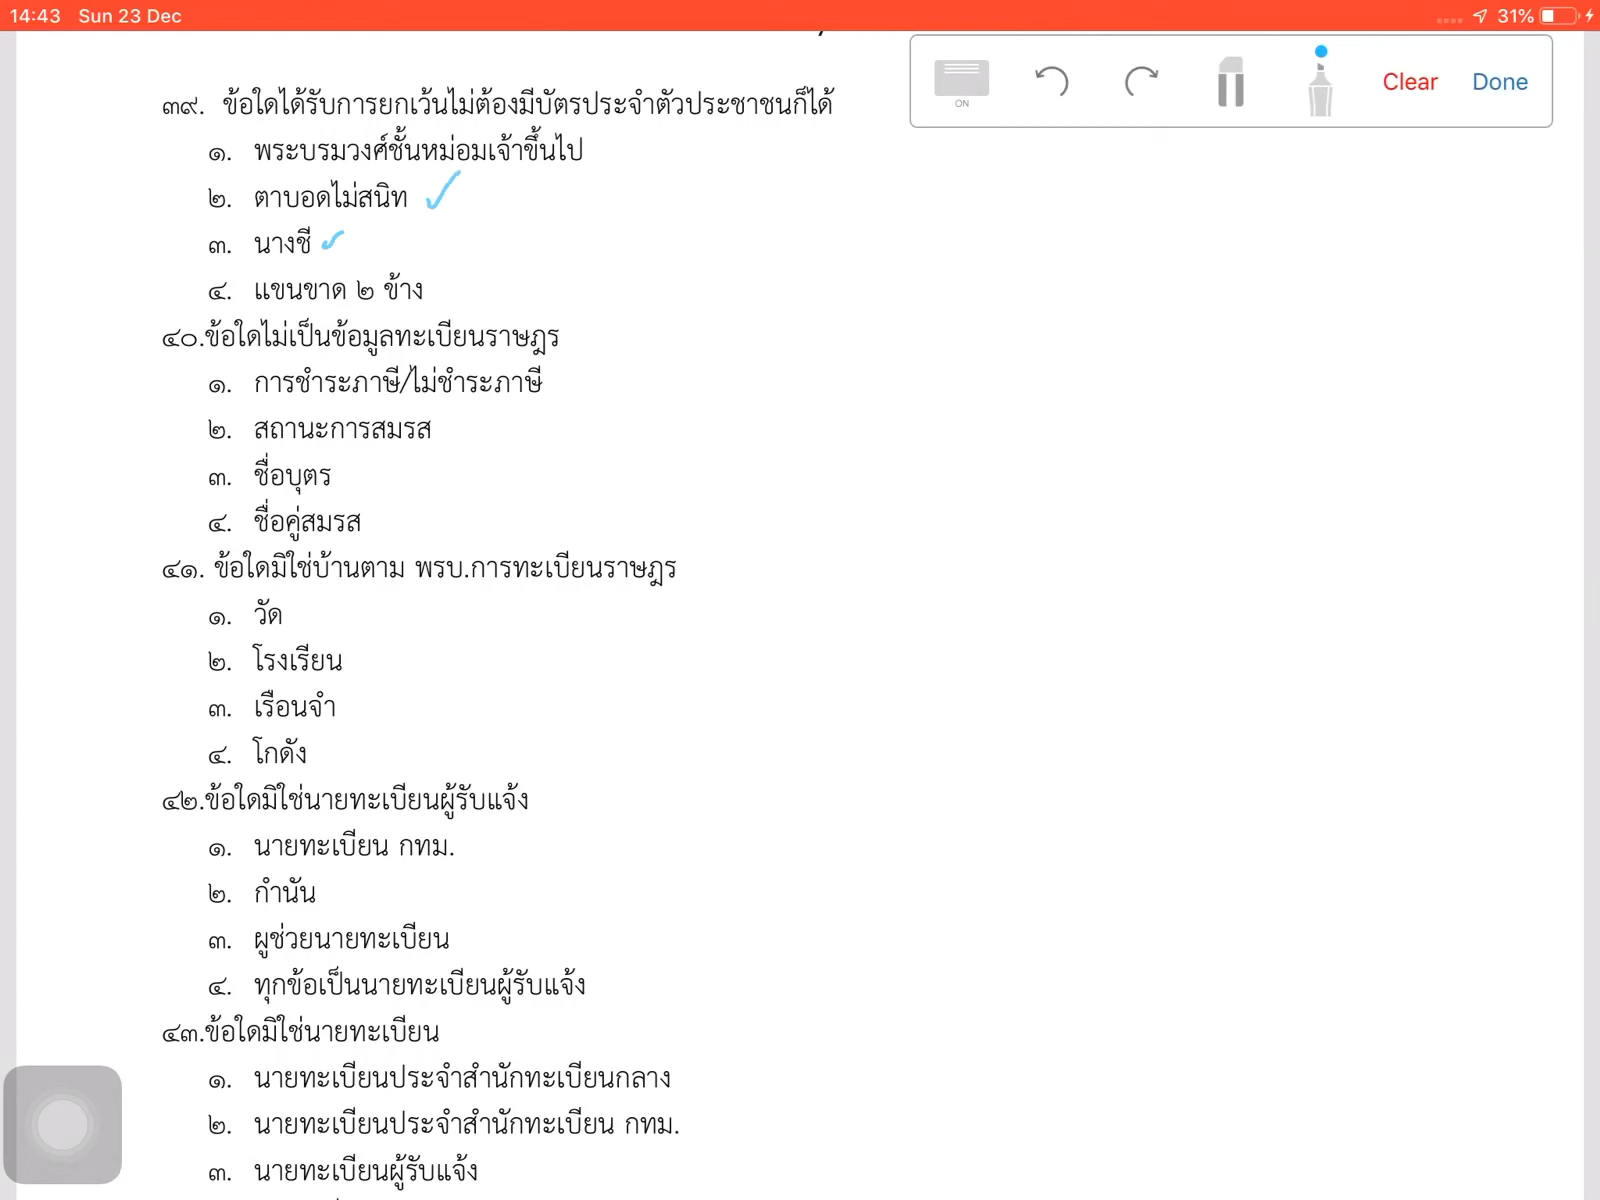 14:43 Sun 23 Dec 31%
ON Clear Done
๓๙. ข้อใดได้รับการยกเว้นไม่ต้องมีบัตรประจำตัวประชาชนก็ได้
๑. พระบรมวงศ์ชั้นหม่อมเจ้าขึ้นไป
๒. ตาบอดไม่สนิท
๓. นางชี
๔. แขนขาด ๒ ข้าง
๔๐.ข้อใดไม่เป็นข้อมูลทะเบียนราษฎร
๑. การชำระภาษี/ไม่ชำระภาษี
๒. สถานะการสมรส
๓. ชื่อบุตร
๔. ชื่อคู่สมรส
๔๑. ข้อใดมิใช่บ้านตาม พรบ.การทะเบียนราษฎร
๑. วัด
๒. โรงเรียน
๓. เรือนจำ
๔. โกดัง
๔๒.ข้อใดมิใช่นายทะเบียนผู้รับแจ้ง
๑. นายทะเบียน กทม.
๒. กำนัน
๓. ผูช่วยนายทะเบียน
๔. ทุกข้อเป็นนายทะเบียนผู้รับแจ้ง
๔๓.ข้อใดมิใช่นายทะเบียน
๑. นายทะเบียนประจำสำนักทะเบียนกลาง
๒. นายทะเบียนประจำสำนักทะเบียน กทม.
๓. นายทะเบียนผู้รับแจ้ง